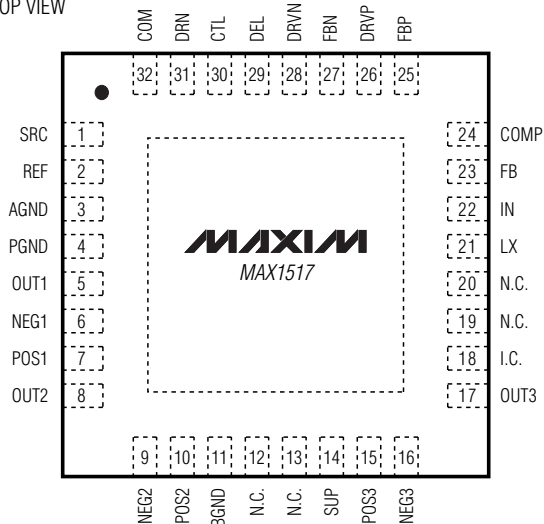 OP VIEW
COM DRN CTL DEL DRVN FBN DRVP FBP
32 31 30 29 28 27 26 25
SRC 1
REF 2
AGND 3
PGND 4
OUT1 5
NEG1 6
POS1 7
OUT2 8
MAXIM
MAX1517
24 COMP
23 FB
22 IN
21 LX
20 N.C.
19 N.C.
18 I.C.
17 OUT3
9 10 11 12 13 14 15 16
NEG2 POS2 BGND N.C. N.C. SUP POS3 NEG3